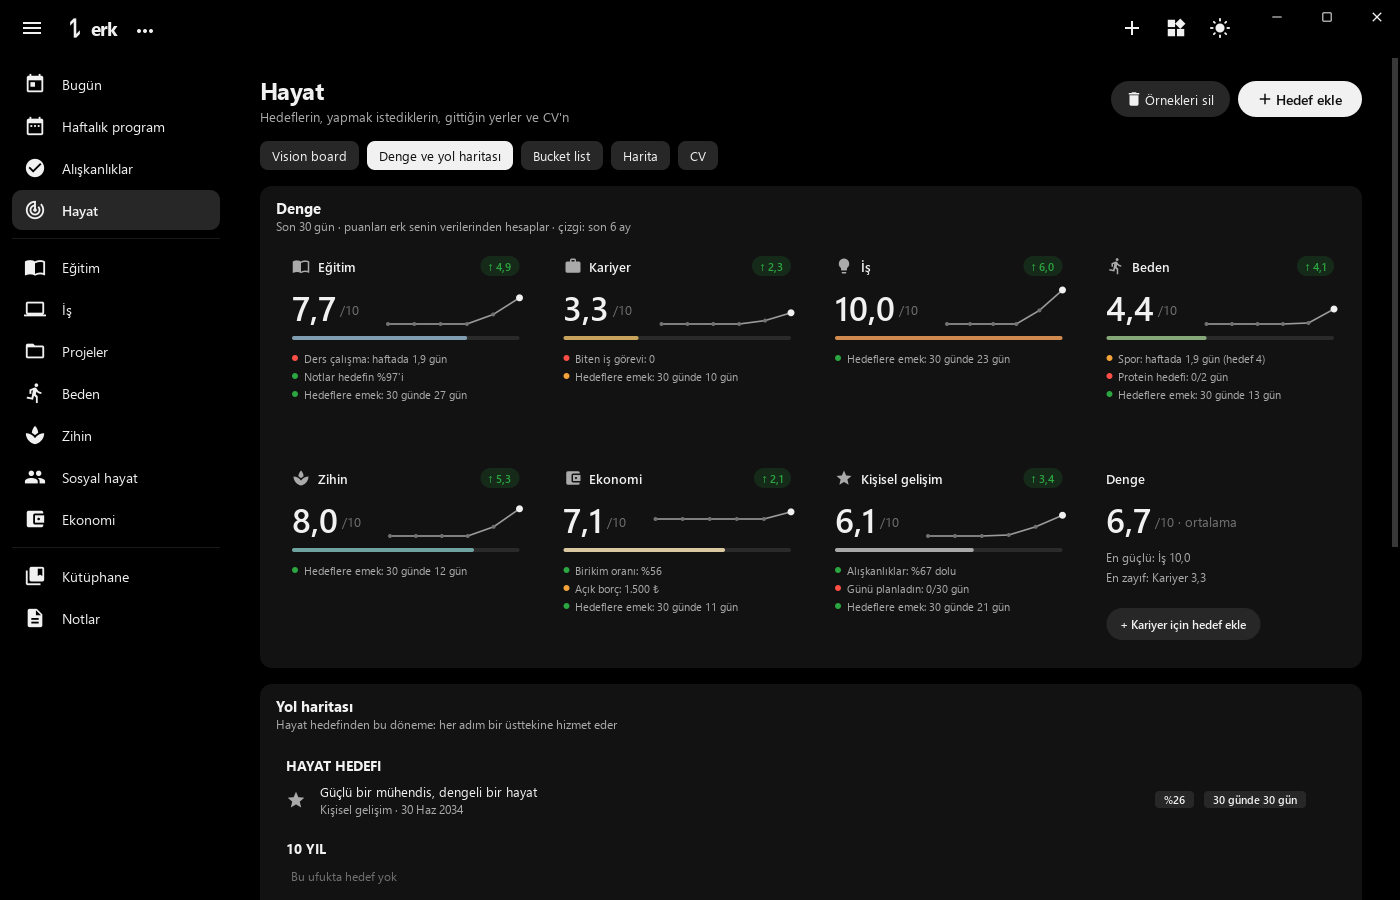 erk
Bugün
Haftalık program
Alışkanlıklar
Hayat
Eğitim
İş
Projeler
Beden
Zihin
Sosyal hayat
Ekonomi
Kütüphane
Notlar
Hayat
Hedeflerin, yapmak istediklerin, gittiğin yerler ve CV'n
Örnekleri sil
+ Hedef ekle
Vision board
Denge ve yol haritası
Bucket list
Harita
CV
Denge
Son 30 gün · puanları erk senin verilerinden hesaplar · çizgi: son 6 ay
Eğitim ↑ 4,9
7,7 /10
Ders çalışma: haftada 1,9 gün
Notlar hedefin %97'i
Hedeflere emek: 30 günde 27 gün
Kariyer ↑ 2,3
3,3 /10
Biten iş görevi: 0
Hedeflere emek: 30 günde 10 gün
İş ↑ 6,0
10,0 /10
Hedeflere emek: 30 günde 23 gün
Beden ↑ 4,1
4,4 /10
Spor: haftada 1,9 gün (hedef 4)
Protein hedefi: 0/2 gün
Hedeflere emek: 30 günde 13 gün
Zihin ↑ 5,3
8,0 /10
Hedeflere emek: 30 günde 12 gün
Ekonomi ↑ 2,1
7,1 /10
Birikim oranı: %56
Açık borç: 1.500 ₺
Hedeflere emek: 30 günde 11 gün
Kişisel gelişim ↑ 3,4
6,1 /10
Alışkanlıklar: %67 dolu
Günü planladın: 0/30 gün
Hedeflere emek: 30 günde 21 gün
Denge
6,7 /10 · ortalama
En güçlü: İş 10,0
En zayıf: Kariyer 3,3
+ Kariyer için hedef ekle
Yol haritası
Hayat hedefinden bu döneme: her adım bir üsttekine hizmet eder
HAYAT HEDEFI
Güçlü bir mühendis, dengeli bir hayat
Kişisel gelişim · 30 Haz 2034
%26
30 günde 30 gün
10 YIL
Bu ufukta hedef yok